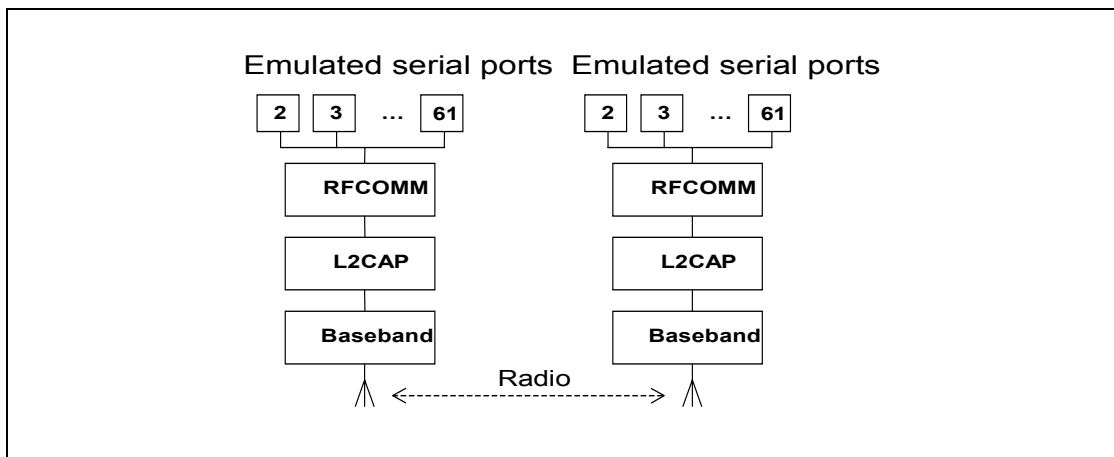 Emulated serial ports Emulated serial ports
2 3 ... 61 2 3 ... 61
RFCOMM RFCOMM
L2CAP L2CAP
Baseband Baseband
Radio